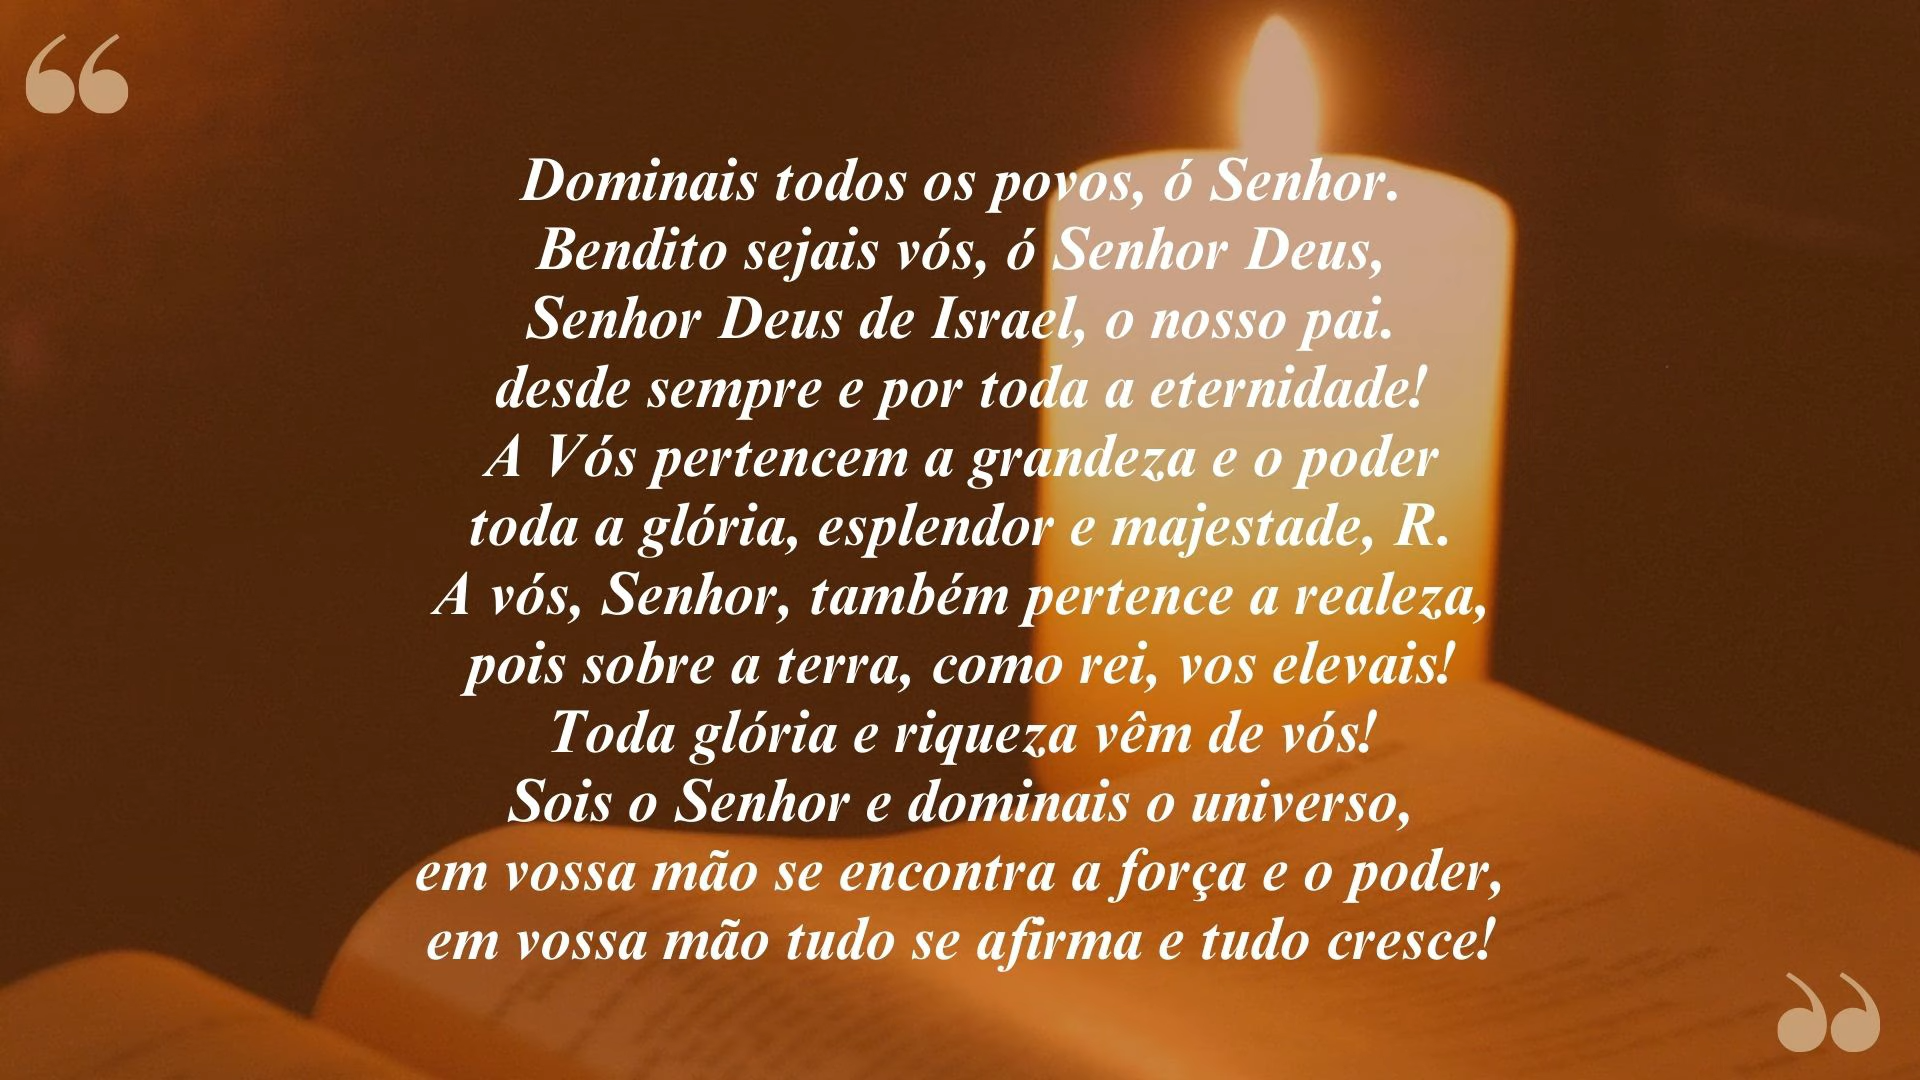 Dominais todos os povos, ó Senhor.
Bendito sejais vós, ó Senhor Deus,
Senhor Deus de Israel, o nosso pai.
desde sempre e por toda a eternidade!
A Vós pertencem a grandeza e o poder
toda a glória, esplendor e majestade, R.
A vós, Senhor, também pertence a realeza,
pois sobre a terra, como rei, vos elevais!
Toda glória e riqueza vêm de vós!
Sois o Senhor e dominais o universo,
em vossa mão se encontra a força e o poder,
em vossa mão tudo se afirma e tudo cresce!